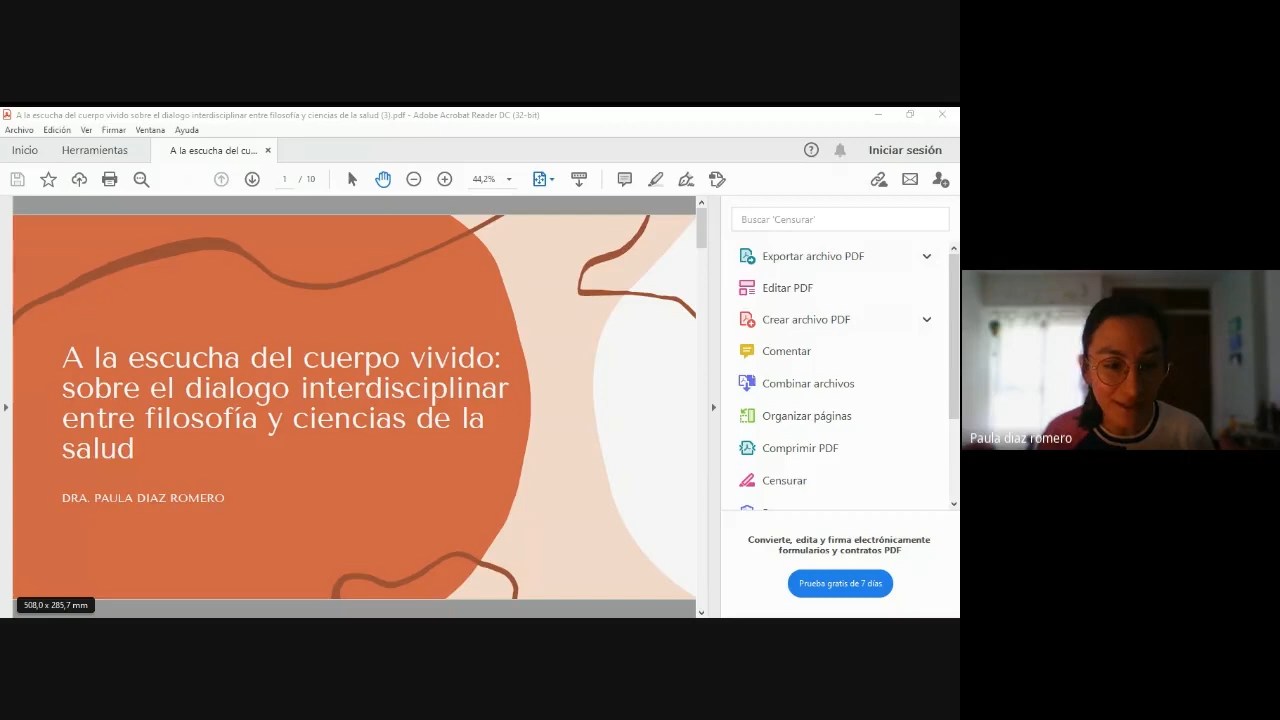 A la escucha del cuerpo vivido sobre el dialogo interdisciplinar entre filosofía y ciencias de la salud (3).pdf - Adobe Acrobat Reader DC (32-bit)
Archivo Edición Ver Firmar Ventana Ayuda
Inicio Herramientas A la escucha del cu... Iniciar sesión
1 / 10 44,2%
Buscar 'Censurar'
Exportar archivo PDF
Editar PDF
Crear archivo PDF
Comentar
Combinar archivos
Organizar páginas
Comprimir PDF
Censurar
Convierte, edita y firma electrónicamente
formularios y contratos PDF
Prueba gratis de 7 días
A la escucha del cuerpo vivido:
sobre el dialogo interdisciplinar
entre filosofía y ciencias de la
salud
DRA. PAULA DIAZ ROMERO
508,0 x 285,7 mm
Paula diaz romero